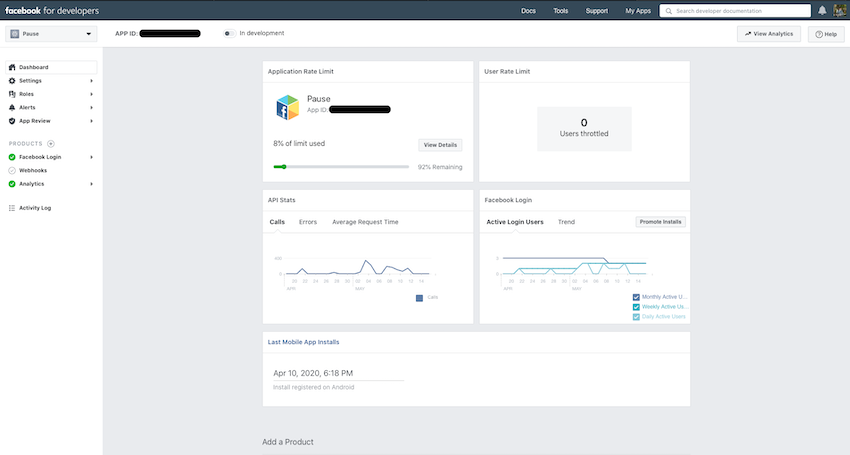 facebook for developers
Docs
Tools
Support
My Apps
Search developer documentation
Pause
APP ID:
In development
View Analytics
Help
Dashboard
Settings
Roles
Alerts
App Review
PRODUCTS
Facebook Login
Webhooks
Analytics
Activity Log
Application Rate Limit
Pause
App ID:
8% of limit used
View Details
92% Remaining
User Rate Limit
0
Users throttled
API Stats
Calls
Errors
Average Request Time
400
0
20 22 24 26 28 30 02 04 06 08 10 12 14
APR MAY
Calls
Facebook Login
Active Login Users
Trend
Promote Installs
2
0
20 22 24 26 28 30 02 04 06 08 10 12 14
APR MAY
Monthly Active U...
Weekly Active Us...
Daily Active Users
Last Mobile App Installs
Apr 10, 2020, 6:18 PM
Install registered on Android
Add a Product